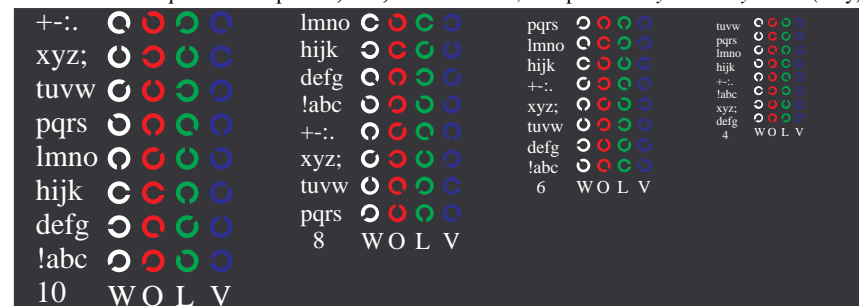 +-:.
xyz;
tuvw
pqrs
lmno
hijk
defg
!abc
10 W O L V
lmno
hijk
defg
!abc
+-:.
xyz;
tuvw
pqrs
8 W O L V
pqrs
lmno
hijk
+-:.
xyz;
tuvw
defg
!abc
6 W O L V
tuvw
pqrs
lmno
hijk
+-:.
!abc
xyz;
defg
4 W O L V